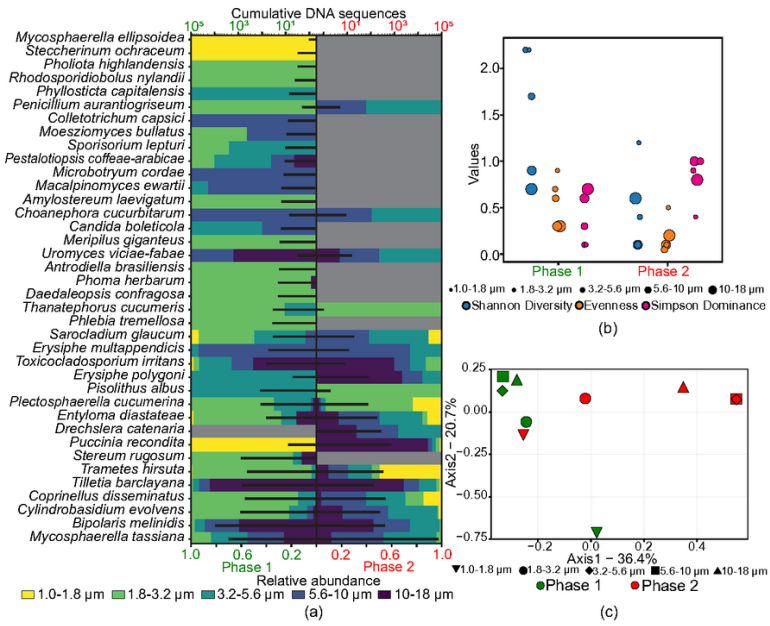 Cumulative DNA sequences
10⁵ 10³ 10¹ 10¹ 10³ 10⁵
Mycosphaerella ellipsoidea
Steccherinum ochraceum
Pholiota highlandensis
Rhodosporidiobolus nylandii
Phyllosticta capitalensis
Penicillium aurantiogriseum
Colletotrichum capsici
Moesziomyces bullatus
Sporisorium lepturi
Pestalotiopsis coffeae-arabicae
Microbotryum cordae
Macalpinomyces ewartii
Amylostereum laevigatum
Choanephora cucurbitarum
Candida boleticola
Meripilus giganteus
Uromyces viciae-fabae
Antrodiella brasiliensis
Phoma herbarum
Daedaleopsis confragosa
Thanatephorus cucumeris
Phlebia tremellosa
Sarocladium glaucum
Erysiphe multappendicis
Toxicocladosporium irritans
Erysiphe polygoni
Pisolithus albus
Plectosphaerella cucumerina
Entyloma diastateae
Drechslera catenaria
Puccinia recondita
Stereum rugosum
Trametes hirsuta
Tilletia barclayana
Coprinellus disseminatus
Cylindrobasidium evolvens
Bipolaris melinidis
Mycosphaerella tassiana
1.0 0.6 0.2 0.2 0.6 1.0
Phase 1 Phase 2
Relative abundance
1.0-1.8 μm 1.8-3.2 μm 3.2-5.6 μm 5.6-10 μm 10-18 μm
(a)
Values
2.0
1.5
1.0
0.5
0.0
Phase 1 Phase 2
1.0-1.8 μm 1.8-3.2 μm 3.2-5.6 μm 5.6-10 μm 10-18 μm
Shannon Diversity Evenness Simpson Dominance
(b)
Axis2 − 20.7%
0.25
0.00
−0.25
−0.50
−0.75
−0.2 0.0 0.2 0.4
Axis1 − 36.4%
1.0-1.8 μm 1.8-3.2 μm 3.2-5.6 μm 5.6-10 μm 10-18 μm
Phase 1 Phase 2
(c)